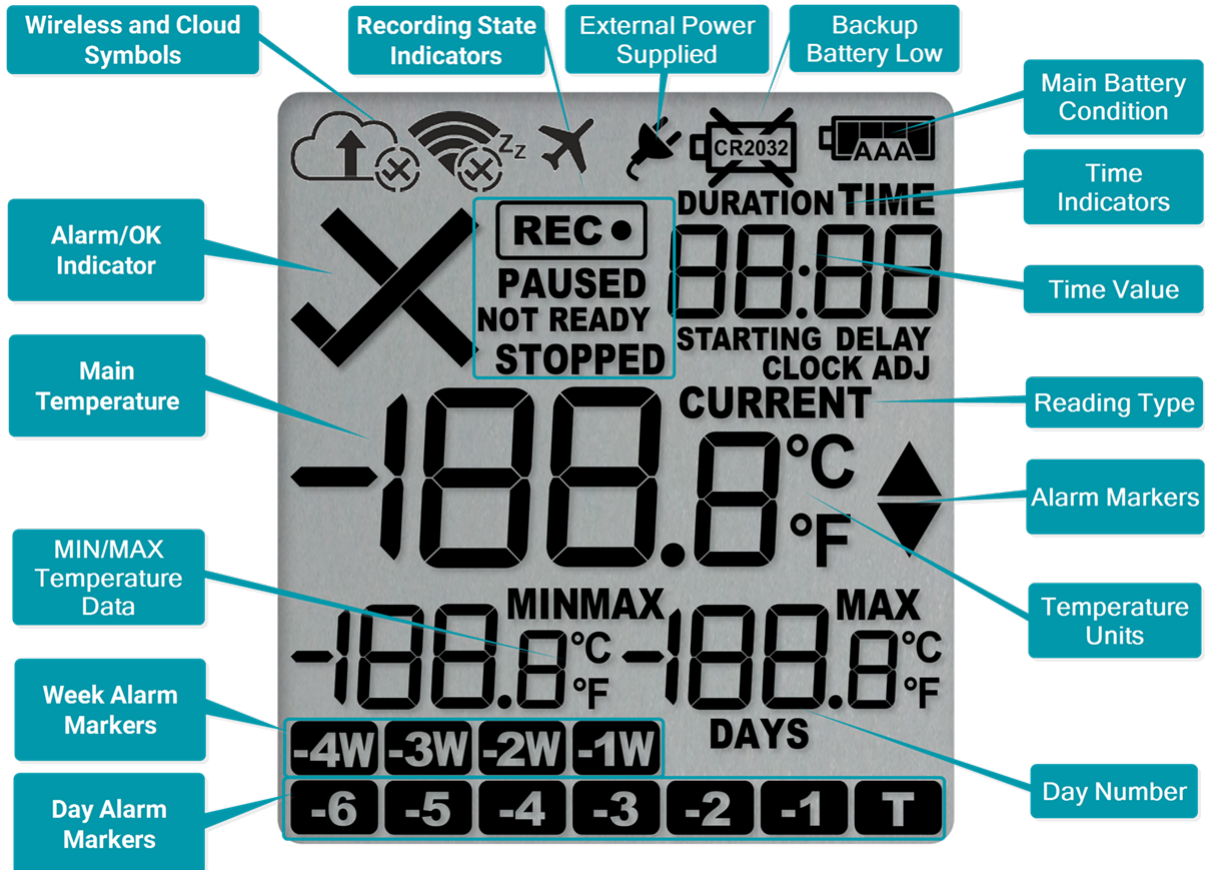 Wireless and Cloud
Symbols
Recording State
Indicators
External Power
Supplied
Backup
Battery Low
Main Battery
Condition
Time
Indicators
Time Value
Reading Type
Alarm Markers
Temperature
Units
Day Number
Alarm/OK
Indicator
Main
Temperature
MIN/MAX
Temperature
Data
Week Alarm
Markers
Day Alarm
Markers
Zz
CR2032
AAA
DURATION TIME
REC
88:88
PAUSED
NOT READY
STOPPED
STARTING DELAY
CLOCK ADJ
CURRENT
-188.8 °C
°F
MINMAX
MAX
-188.8 °C
°F
-188.8 °C
°F
DAYS
-4W -3W -2W -1W
-6 -5 -4 -3 -2 -1 T